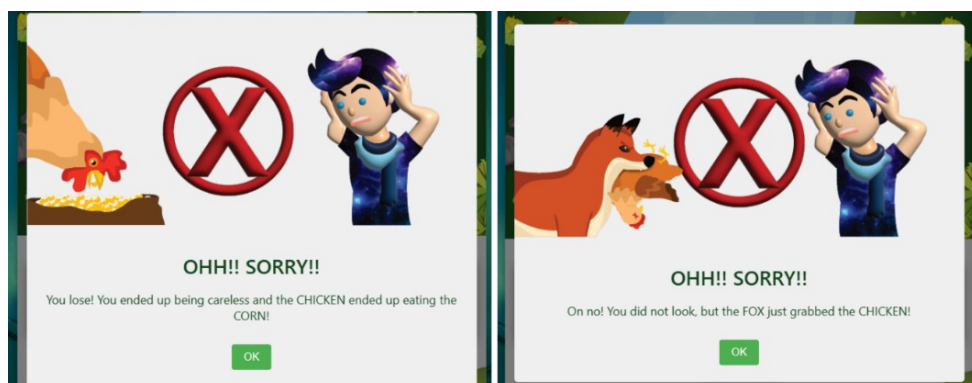 OHH!! SORRY!!
You lose! You ended up being careless and the CHICKEN ended up eating the
CORN!
OK
OHH!! SORRY!!
On no! You did not look, but the FOX just grabbed the CHICKEN!
OK